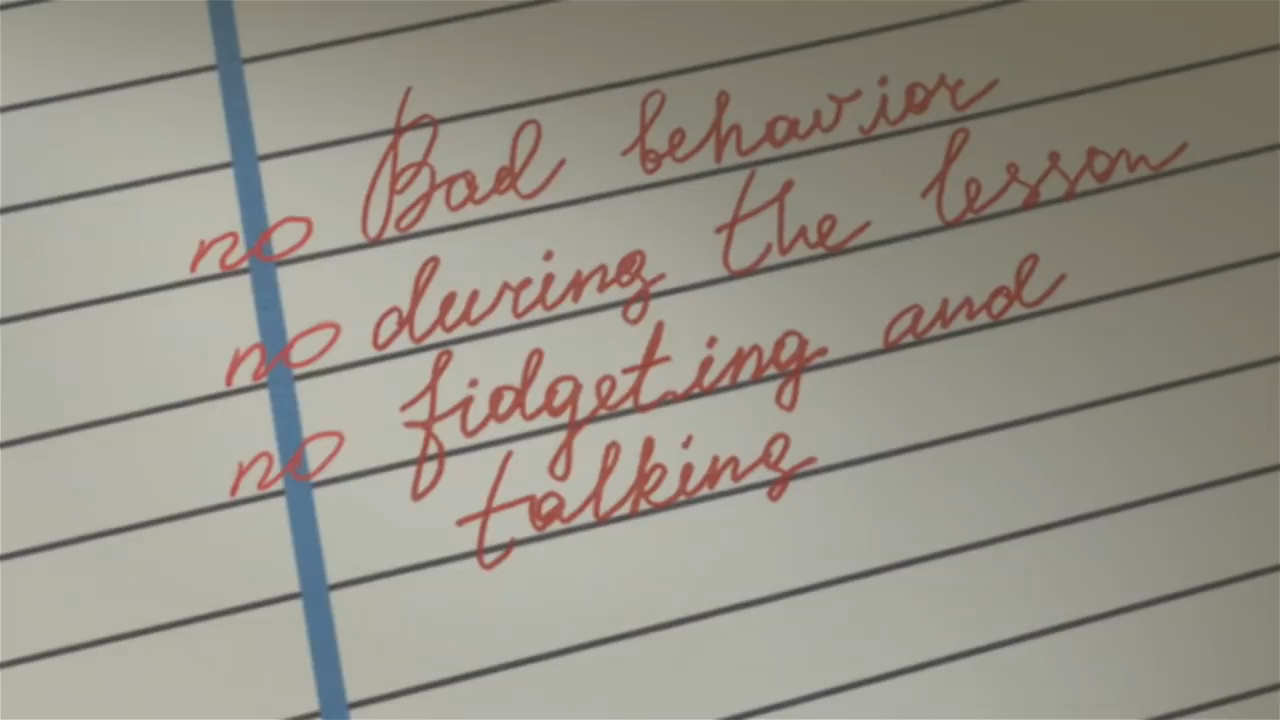 no Bad behavior
no during the lesson
no fidgeting and
talking